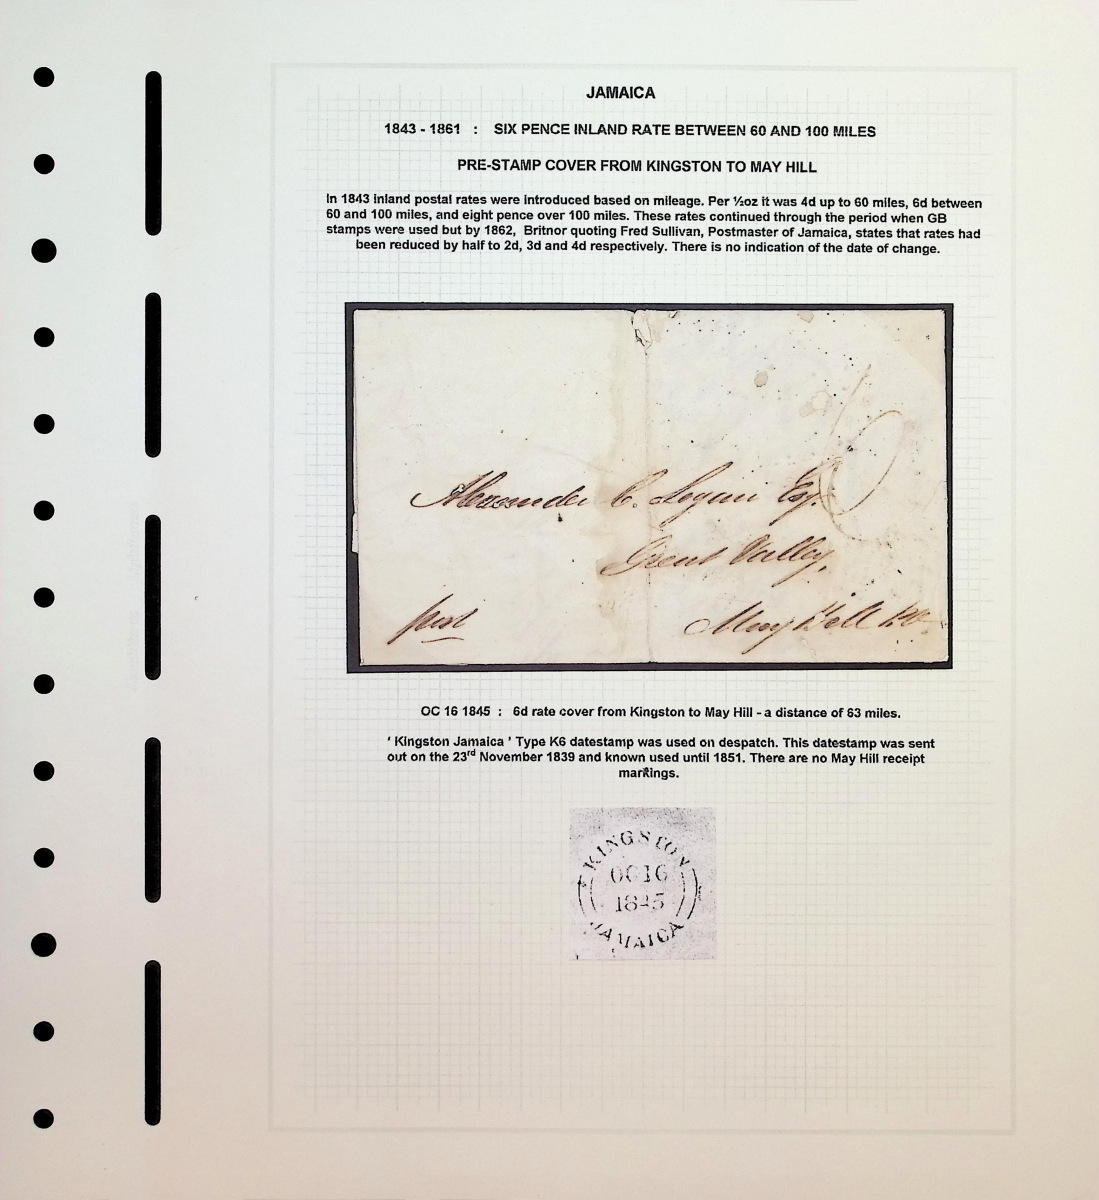 JAMAICA
1843 - 1861 : SIX PENCE INLAND RATE BETWEEN 60 AND 100 MILES
PRE-STAMP COVER FROM KINGSTON TO MAY HILL
In 1843 inland postal rates were introduced based on mileage. Per ½oz it was 4d up to 60 miles, 6d between
60 and 100 miles, and eight pence over 100 miles. These rates continued through the period when GB
stamps were used but by 1862, Britnor quoting Fred Sullivan, Postmaster of Jamaica, states that rates had
been reduced by half to 2d, 3d and 4d respectively. There is no indication of the date of change.
6
Alexander C. Esq.
Great Valley,
May Hill P.O.
post
OC 16 1845 : 6d rate cover from Kingston to May Hill - a distance of 63 miles.
‘ Kingston Jamaica ’ Type K6 datestamp was used on despatch. This datestamp was sent
out on the 23rd November 1839 and known used until 1851. There are no May Hill receipt
markings.
KINGSTON
OC 16
1845
JAMAICA